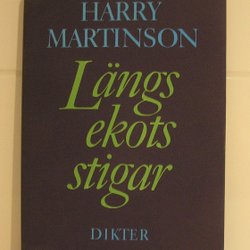 HARRY
MARTINSON
Längs
ekots
stigar
DIKTER